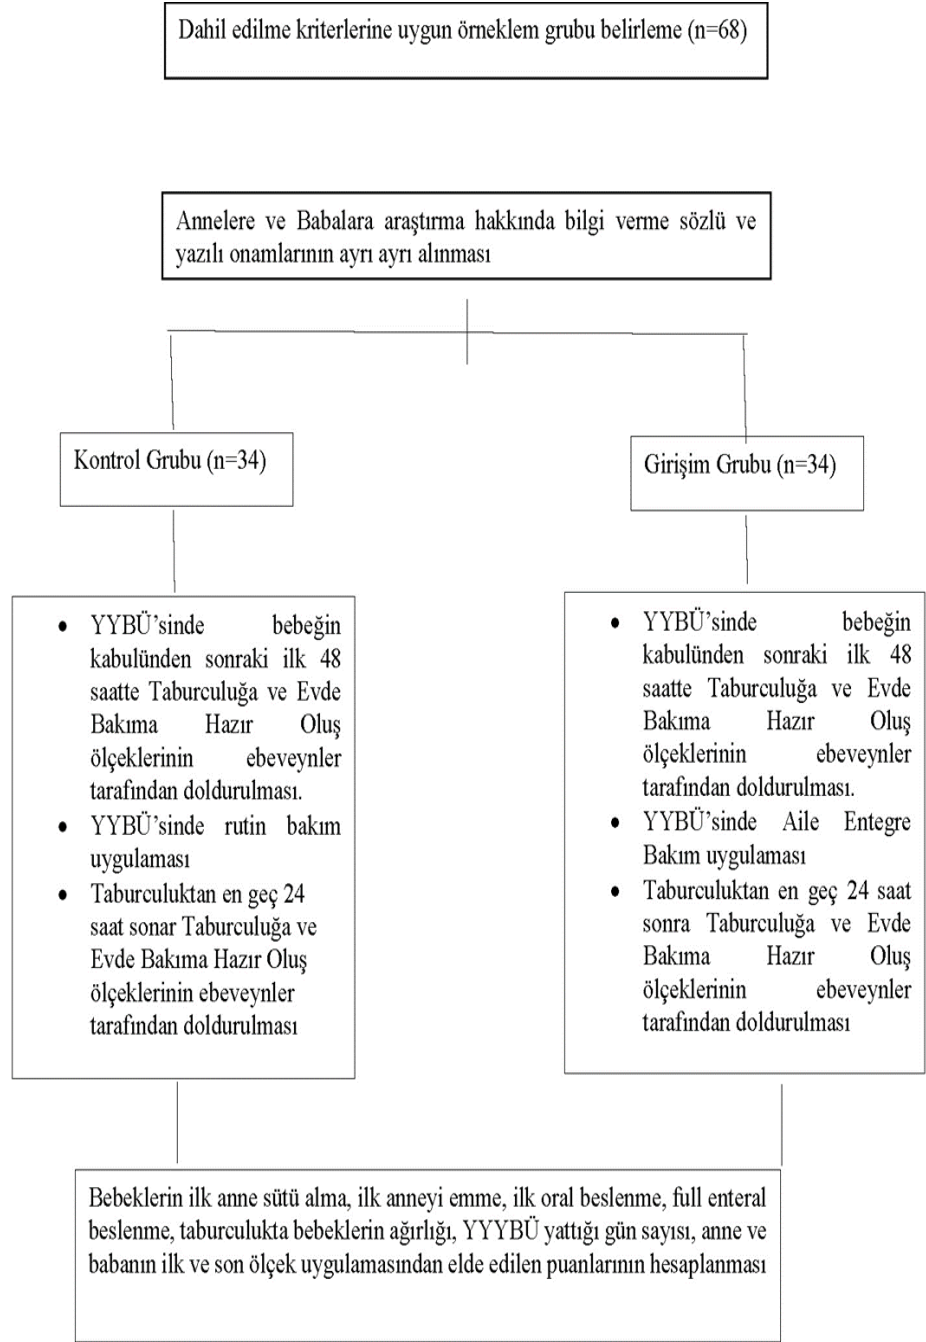 Dahil edilme kriterlerine uygun örneklem grubu belirleme (n=68)
Annelere ve Babalara araştırma hakkında bilgi verme sözlü ve
yazılı onamlarının ayrı ayrı alınması
Kontrol Grubu (n=34)
Girişim Grubu (n=34)
• YYBÜ’sinde bebeğin
kabulünden sonraki ilk 48
saatte Taburculuğa ve Evde
Bakıma Hazır Oluş
ölçeklerinin ebeveynler
tarafından doldurulması.
• YYBÜ’sinde rutin bakım
uygulaması
• Taburculuktan en geç 24
saat sonar Taburculuğa ve
Evde Bakıma Hazır Oluş
ölçeklerinin ebeveynler
tarafından doldurulması
• YYBÜ’sinde bebeğin
kabulünden sonraki ilk 48
saatte Taburculuğa ve Evde
Bakıma Hazır Oluş
ölçeklerinin ebeveynler
tarafından doldurulması.
• YYBÜ’sinde Aile Entegre
Bakım uygulaması
• Taburculuktan en geç 24 saat
sonra Taburculuğa ve Evde
Bakıma Hazır Oluş
ölçeklerinin ebeveynler
tarafından doldurulması
Bebeklerin ilk anne sütü alma, ilk anneyi emme, ilk oral beslenme, full enteral
beslenme, taburculukta bebeklerin ağırlığı, YYYBÜ yattığı gün sayısı, anne ve
babanın ilk ve son ölçek uygulamasından elde edilen puanlarının hesaplanması